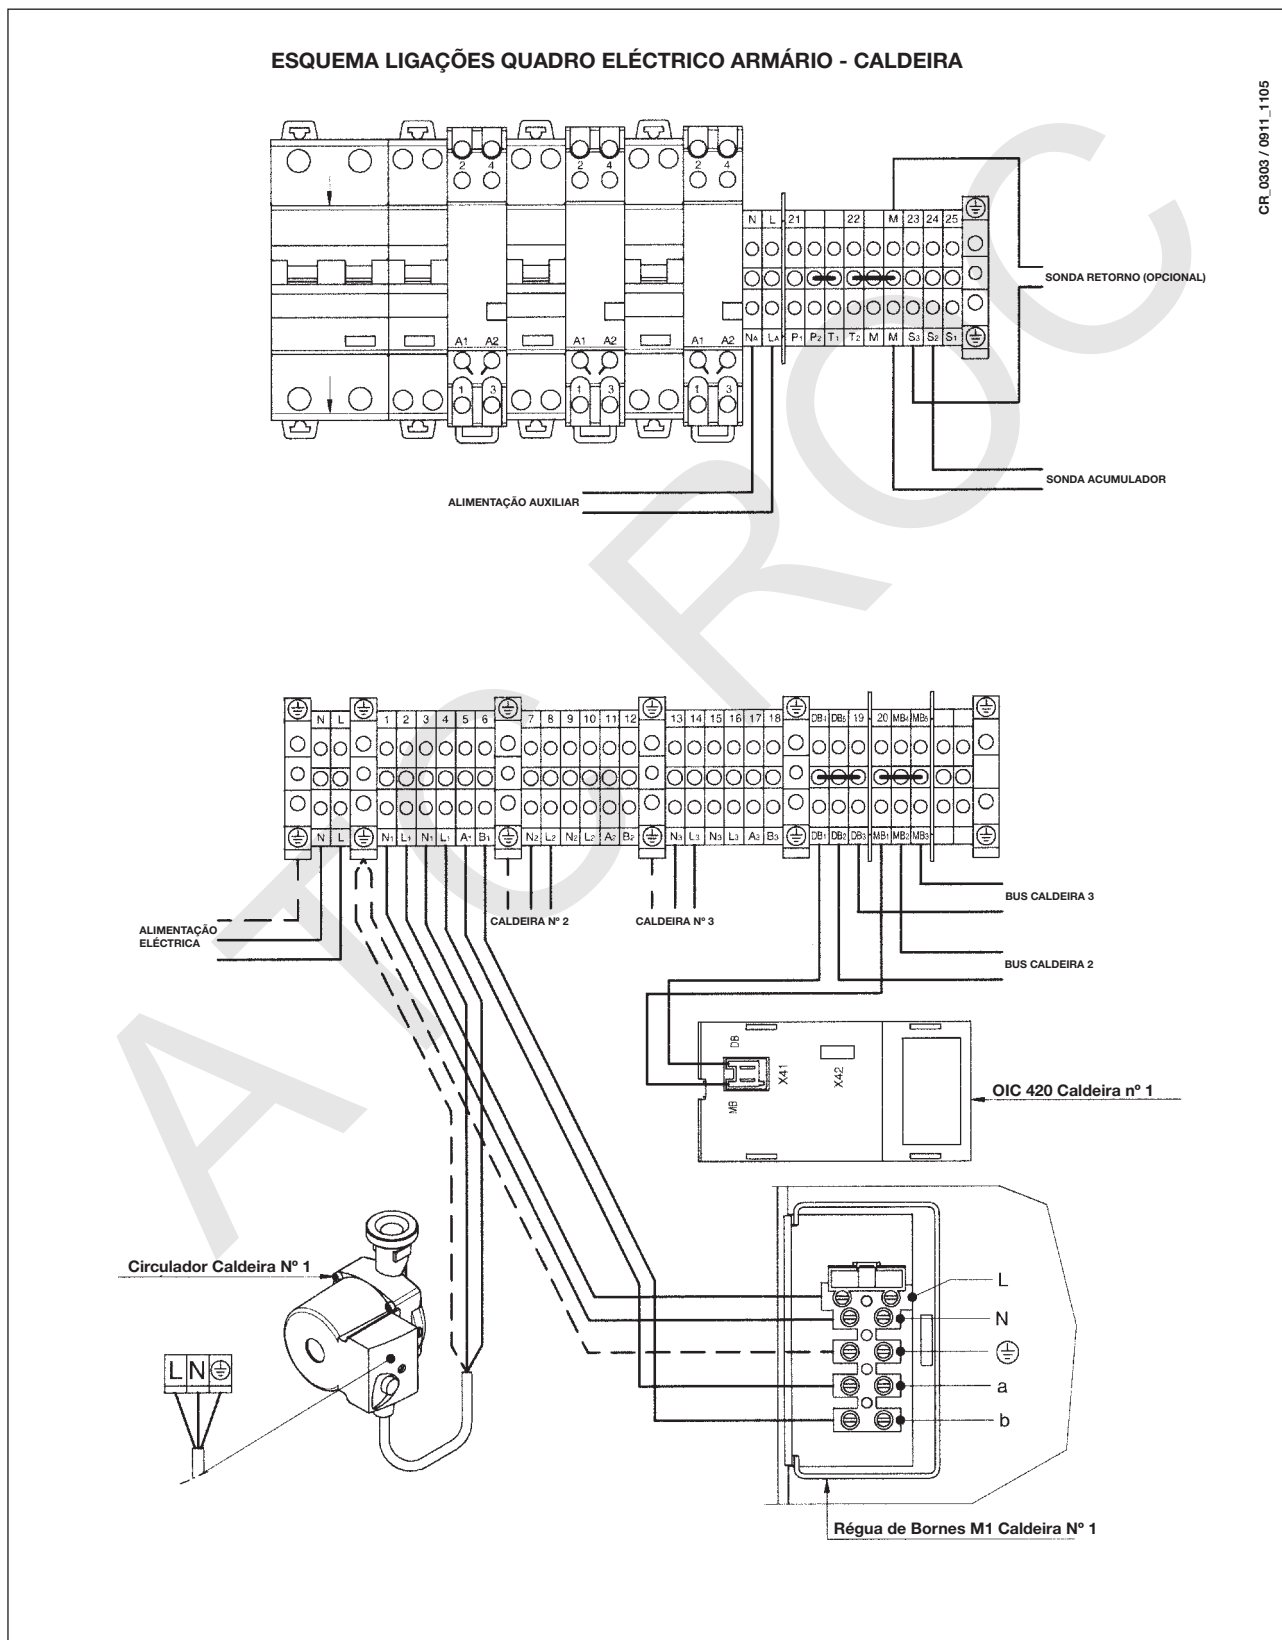 ESQUEMA LIGAÇÕES QUADRO ELÉCTRICO ARMÁRIO - CALDEIRA
CR_0303 / 0911_1105
2 4 2 4 2 4
N L 21 22 M 23 24 25
SONDA RETORNO (OPCIONAL)
A1 A2 A1 A2 A1 A2
NA LA P1 P2 T1 T2 M M S3 S2 S1
1 3 1 3 1 3
SONDA ACUMULADOR
ALIMENTAÇÃO AUXILIAR
N L 1 2 3 4 5 6 7 8 9 10 11 12 13 14 15 16 17 18 DB4 DB5 19 20 MB4 MB5
N L N1 L1 N1 L1 A1 B1 N2 L2 N2 L2 A2 B2 N3 L3 N3 L3 A3 B3 DB1 DB2 DB3 MB1 MB2 MB3
BUS CALDEIRA 3
CALDEIRA Nº 2
CALDEIRA Nº 3
ALIMENTAÇÃO
ELÉCTRICA
BUS CALDEIRA 2
DB
X41
X42
MB
OIC 420 Caldeira nº 1
Circulador Caldeira Nº 1
L
N
L N
a
b
Régua de Bornes M1 Caldeira Nº 1
ATC ROC